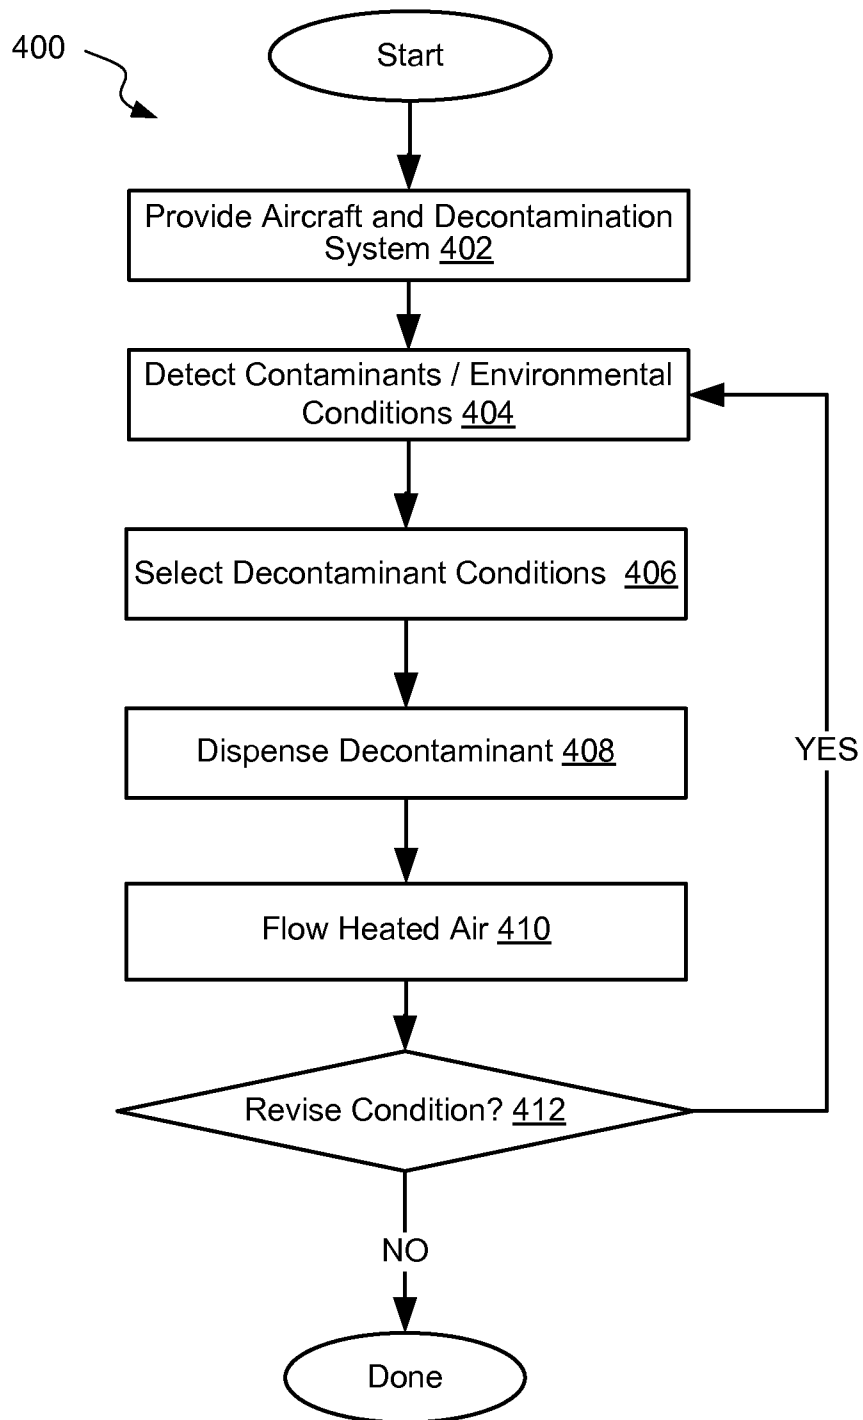 400
Start
Provide Aircraft and Decontamination
System 402
Detect Contaminants / Environmental
Conditions 404
Select Decontaminant Conditions 406
Dispense Decontaminant 408
YES
Flow Heated Air 410
Revise Condition? 412
NO
Done